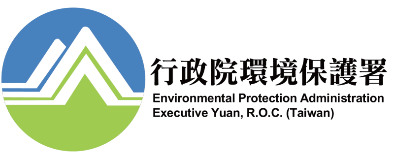 行政院環境保護署
Environmental Protection Administration
Executive Yuan, R.O.C. (Taiwan)